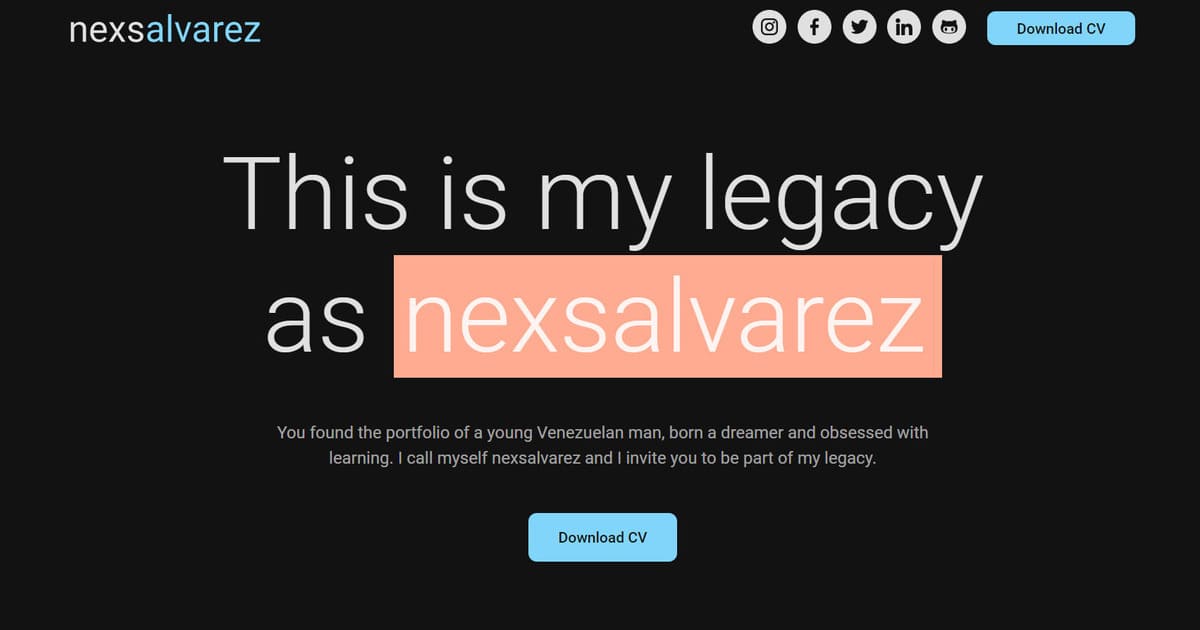 nexsalvarez
Download CV
This is my legacy
as nexsalvarez
You found the portfolio of a young Venezuelan man, born a dreamer and obsessed with
learning. I call myself nexsalvarez and I invite you to be part of my legacy.
Download CV